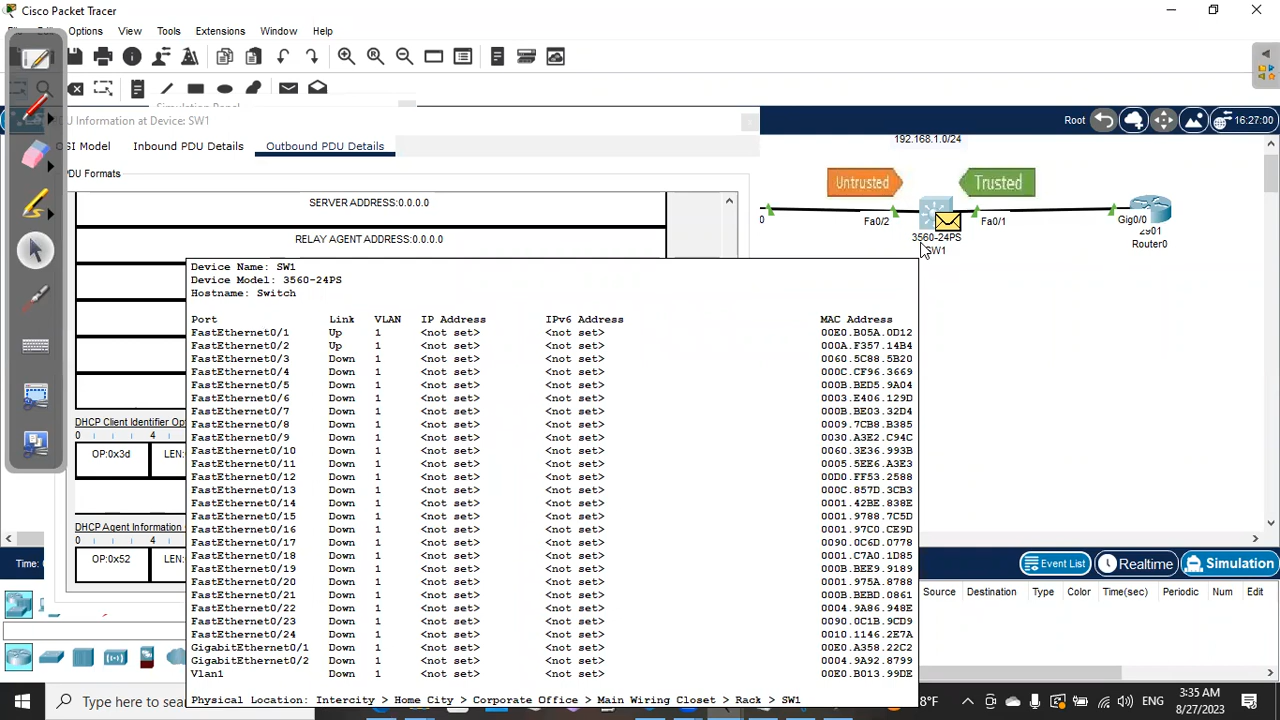 Cisco Packet Tracer
Options View Tools Extensions Window Help
Simulation Panel
DU Information at Device: SW1
OSI Model Inbound PDU Details Outbound PDU Details
PDU Formats
SERVER ADDRESS:0.0.0.0
RELAY AGENT ADDRESS:0.0.0.0
Root 16:27:00
192.168.1.0/24
Untrusted Trusted
0 Fa0/2 Fa0/1 Gig0/0
3560-24PS
SW1
2901
Router0
Device Name: SW1
Device Model: 3560-24PS
Hostname: Switch
Port Link VLAN IP Address IPv6 Address MAC Address
FastEthernet0/1 Up 1 <not set> <not set> 00E0.B05A.0D12
FastEthernet0/2 Up 1 <not set> <not set> 000A.F357.14B4
FastEthernet0/3 Down 1 <not set> <not set> 0060.5C88.5B20
FastEthernet0/4 Down 1 <not set> <not set> 000C.CF96.3669
FastEthernet0/5 Down 1 <not set> <not set> 000B.BED5.9A04
FastEthernet0/6 Down 1 <not set> <not set> 0003.E406.129D
FastEthernet0/7 Down 1 <not set> <not set> 000B.BE03.32D4
FastEthernet0/8 Down 1 <not set> <not set> 0009.7CB8.B385
FastEthernet0/9 Down 1 <not set> <not set> 0030.A3E2.C94C
FastEthernet0/10 Down 1 <not set> <not set> 0060.3E36.993B
FastEthernet0/11 Down 1 <not set> <not set> 0005.5EE6.A3E3
FastEthernet0/12 Down 1 <not set> <not set> 00D0.FF53.2588
FastEthernet0/13 Down 1 <not set> <not set> 000C.857D.3CB3
FastEthernet0/14 Down 1 <not set> <not set> 0001.42BE.838E
FastEthernet0/15 Down 1 <not set> <not set> 0001.9788.7C5D
FastEthernet0/16 Down 1 <not set> <not set> 0001.97C0.CE9D
FastEthernet0/17 Down 1 <not set> <not set> 0090.0C6D.0778
FastEthernet0/18 Down 1 <not set> <not set> 0001.C7A0.1D85
FastEthernet0/19 Down 1 <not set> <not set> 000B.BEE9.9189
FastEthernet0/20 Down 1 <not set> <not set> 0001.975A.8788
FastEthernet0/21 Down 1 <not set> <not set> 000B.BEBD.0861
FastEthernet0/22 Down 1 <not set> <not set> 0004.9A86.948E
FastEthernet0/23 Down 1 <not set> <not set> 0090.0C1B.9CD9
FastEthernet0/24 Down 1 <not set> <not set> 0010.1146.2E7A
GigabitEthernet0/1 Down 1 <not set> <not set> 00E0.A358.22C2
GigabitEthernet0/2 Down 1 <not set> <not set> 0004.9A92.8799
Vlan1 Down 1 <not set> <not set> 00E0.B013.99DE
Physical Location: Intercity > Home City > Corporate Office > Main Wiring Closet > Rack > SW1
DHCP Client Identifier Op
0 4
OP:0x3d LEN:
DHCP Agent Information
0 4
OP:0x52 LEN:
Time:
Event List Realtime Simulation
Source Destination Type Color Time(sec) Periodic Num Edit
Type here to sear
8°F ENG 3:35 AM
8/27/2023